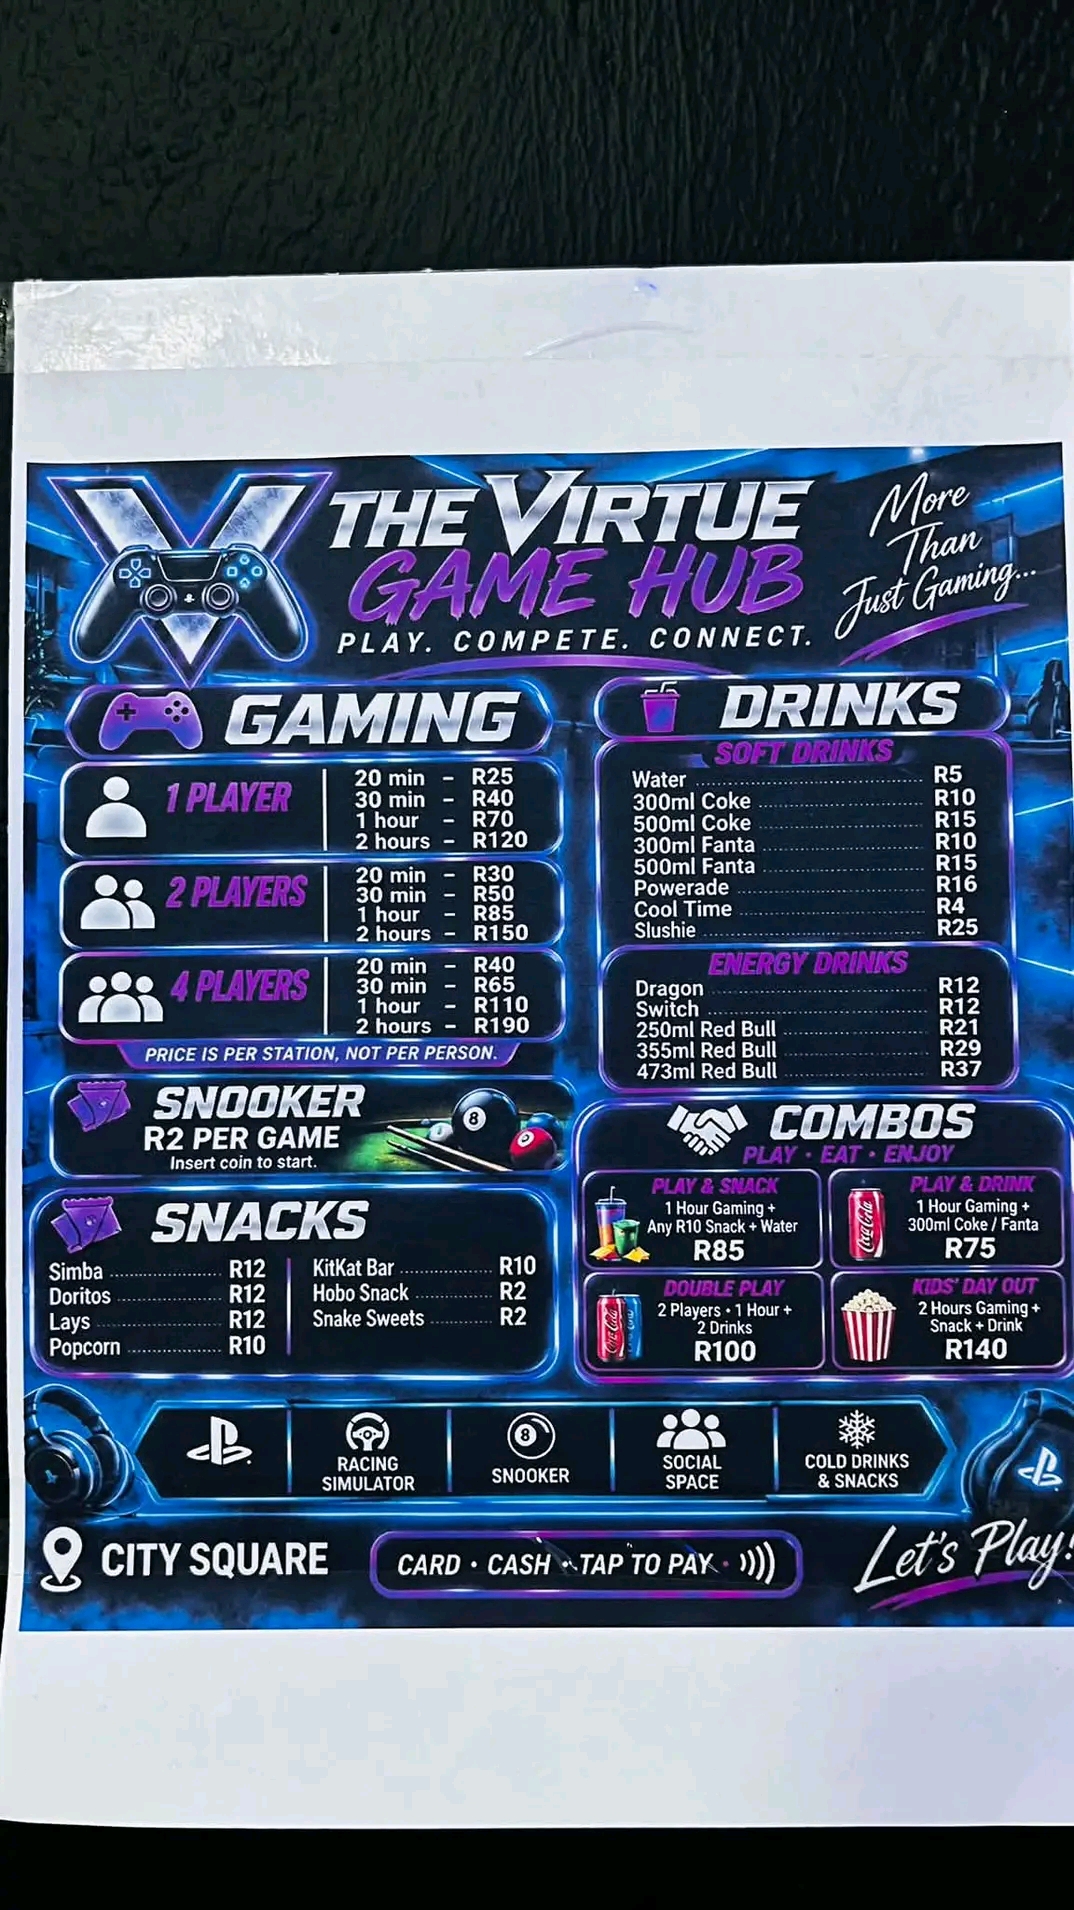 THE VIRTUE
GAME HUB
PLAY. COMPETE. CONNECT.
More
Than
Just Gaming...
GAMING
1 PLAYER
20 min – R25
30 min – R40
1 hour – R70
2 hours – R120
2 PLAYERS
20 min – R30
30 min – R50
1 hour – R85
2 hours – R150
4 PLAYERS
20 min – R40
30 min – R65
1 hour – R110
2 hours – R190
PRICE IS PER STATION, NOT PER PERSON.
SNOOKER
R2 PER GAME
Insert coin to start.
8
SNACKS
Simba R12
Doritos R12
Lays R12
Popcorn R10
KitKat Bar R10
Hobo Snack R2
Snake Sweets R2
DRINKS
SOFT DRINKS
Water R5
300ml Coke R10
500ml Coke R15
300ml Fanta R10
500ml Fanta R15
Powerade R16
Cool Time R4
Slushie R25
ENERGY DRINKS
Dragon R12
Switch R12
250ml Red Bull R21
355ml Red Bull R29
473ml Red Bull R37
COMBOS
PLAY • EAT • ENJOY
PLAY & SNACK
1 Hour Gaming +
Any R10 Snack + Water
R85
PLAY & DRINK
1 Hour Gaming +
300ml Coke / Fanta
R75
Coca-Cola
DOUBLE PLAY
2 Players • 1 Hour +
2 Drinks
R100
Coca-Cola
KIDS' DAY OUT
2 Hours Gaming +
Snack + Drink
R140
RACING
SIMULATOR
8
SNOOKER
SOCIAL
SPACE
COLD DRINKS
& SNACKS
CITY SQUARE
CARD • CASH • TAP TO PAY •
Let's Play!